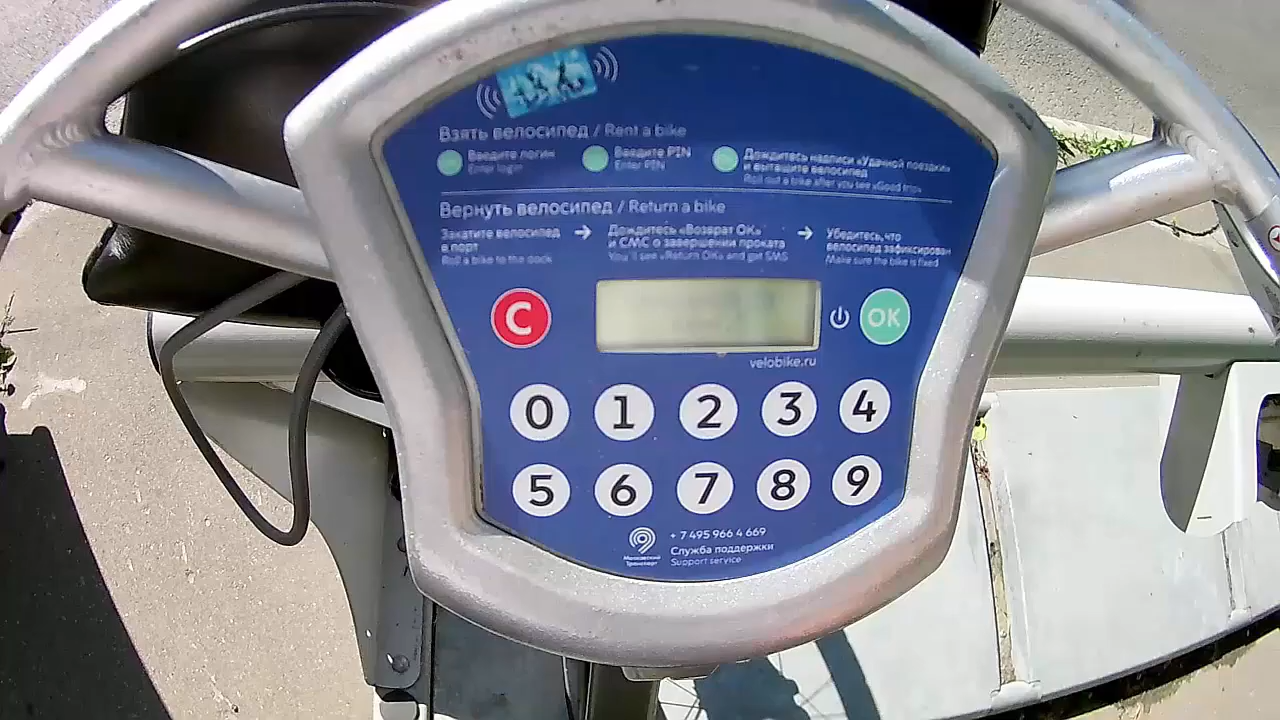 Взять велосипед / Rent a bike
Введите логин
Enter login
Введите PIN
Enter PIN
Дождитесь надписи «Удачной поездки»
и вытащите велосипед
Roll out a bike after you see «Good trip»
Вернуть велосипед / Return a bike
Закатите велосипед
в порт
Roll a bike to the dock
Дождитесь «Возврат ОК»
и СМС о завершении проката
You'll see «Return OK» and get SMS
Убедитесь, что
велосипед зафиксирован
Make sure the bike is fixed
C
OK
velobike.ru
0 1 2 3 4
5 6 7 8 9
Московский
Транспорт
+ 7 495 966 4 669
Служба поддержки
Support service